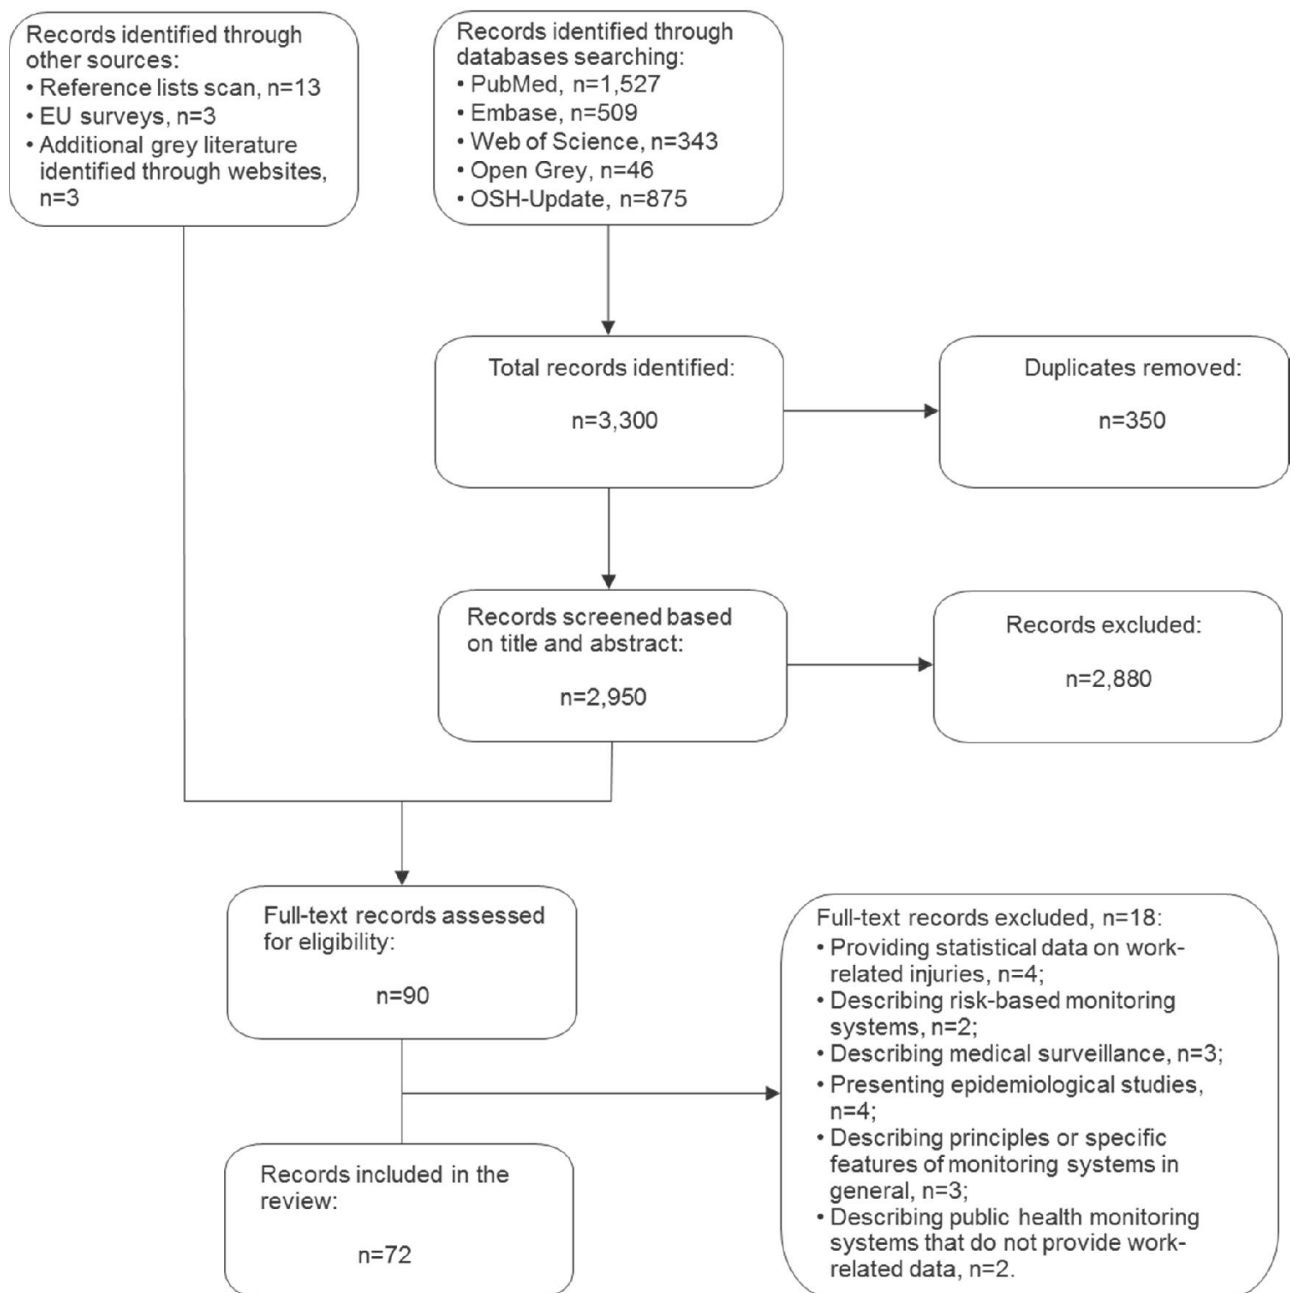 Records identified through
other sources:
• Reference lists scan, n=13
• EU surveys, n=3
• Additional grey literature
identified through websites,
n=3
Records identified through
databases searching:
• PubMed, n=1,527
• Embase, n=509
• Web of Science, n=343
• Open Grey, n=46
• OSH-Update, n=875
Total records identified:
n=3,300
Duplicates removed:
n=350
Records screened based
on title and abstract:
n=2,950
Records excluded:
n=2,880
Full-text records assessed
for eligibility:
n=90
Full-text records excluded, n=18:
• Providing statistical data on work-
related injuries, n=4;
• Describing risk-based monitoring
systems, n=2;
• Describing medical surveillance, n=3;
• Presenting epidemiological studies,
n=4;
• Describing principles or specific
features of monitoring systems in
general, n=3;
• Describing public health monitoring
systems that do not provide work-
related data, n=2.
Records included in the
review:
n=72